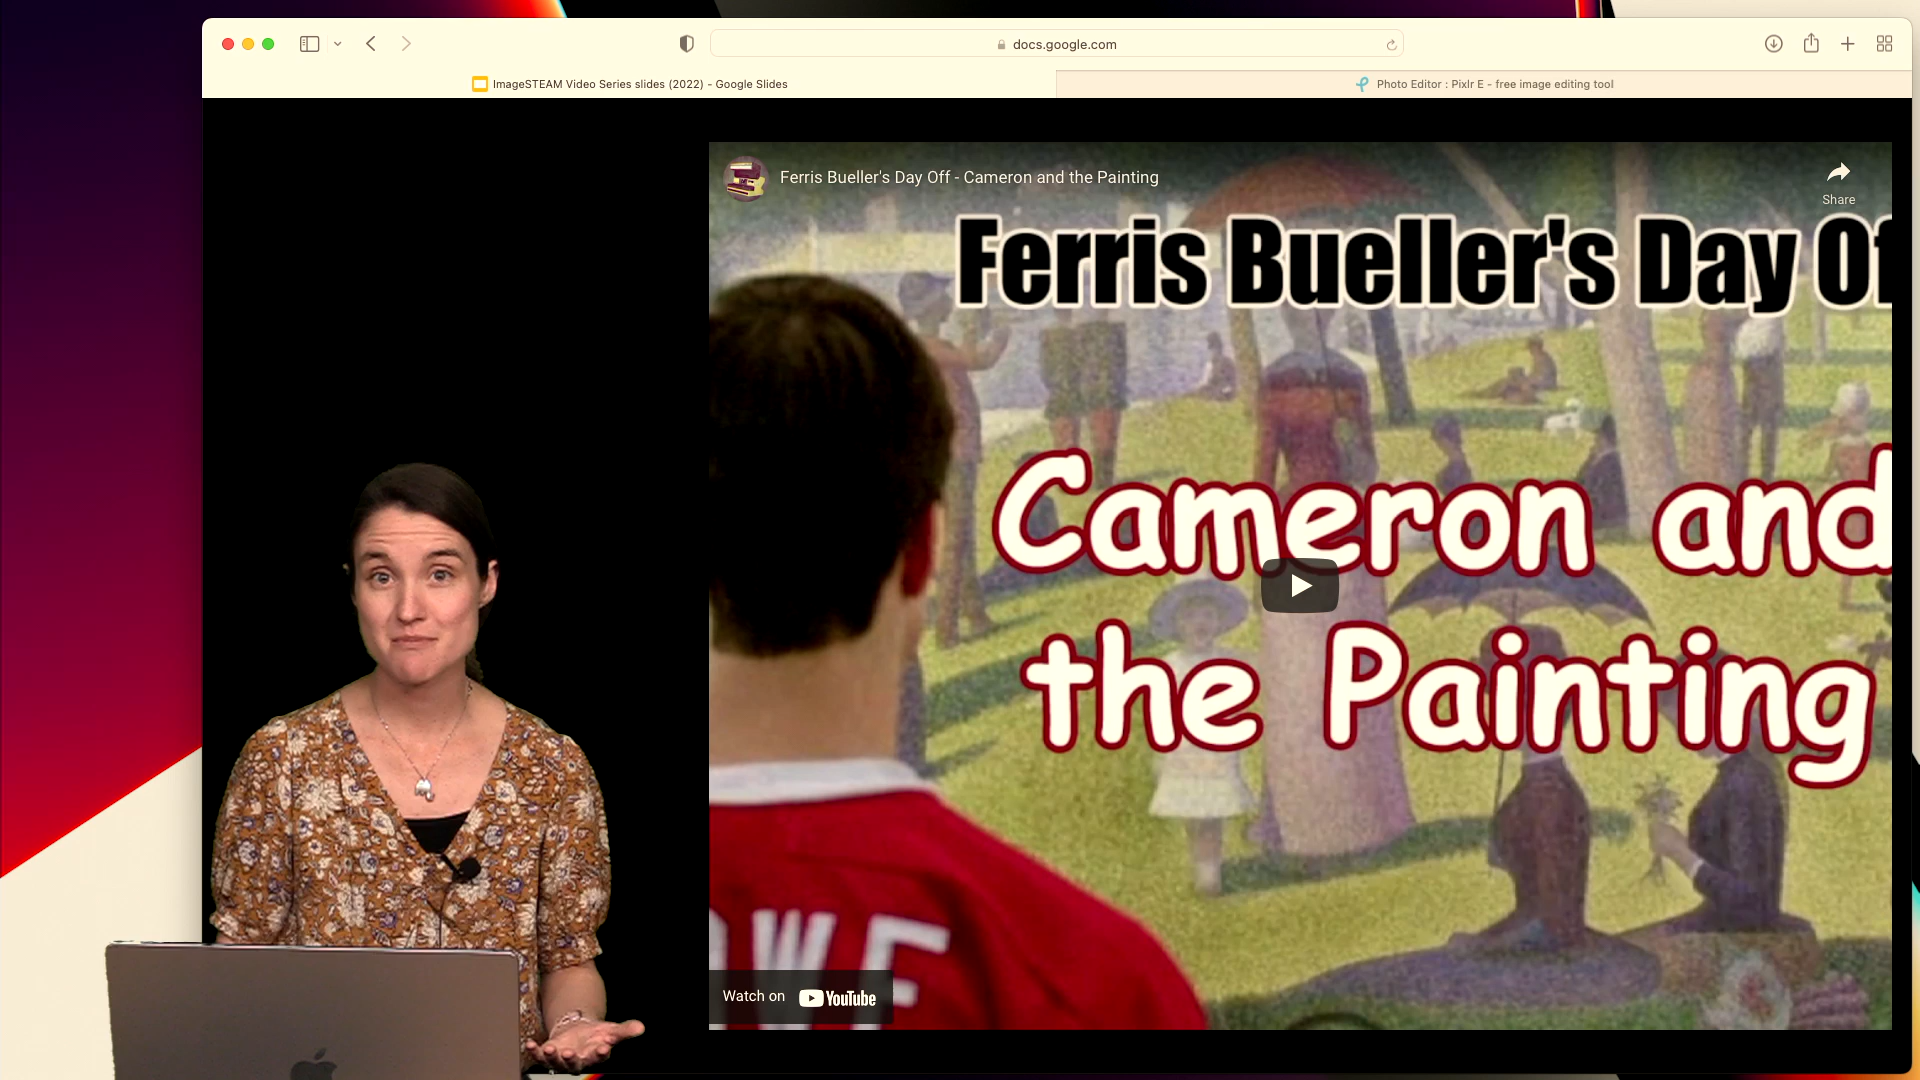 docs.google.com
ImageSTEAM Video Series slides (2022) - Google Slides
Photo Editor : Pixlr E - free image editing tool
Ferris Bueller's Day Off - Cameron and the Painting
Share
Ferris Bueller's Day Of
Cameron and
the Painting
WE
Watch on YouTube